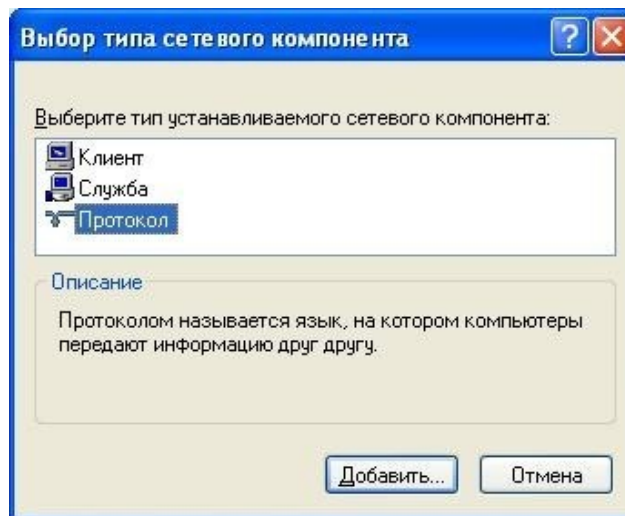 Выбор типа сетевого компонента
Выберите тип устанавливаемого сетевого компонента:
Клиент
Служба
Протокол
Описание
Протоколом называется язык, на котором компьютеры
передают информацию друг другу.
Добавить... Отмена